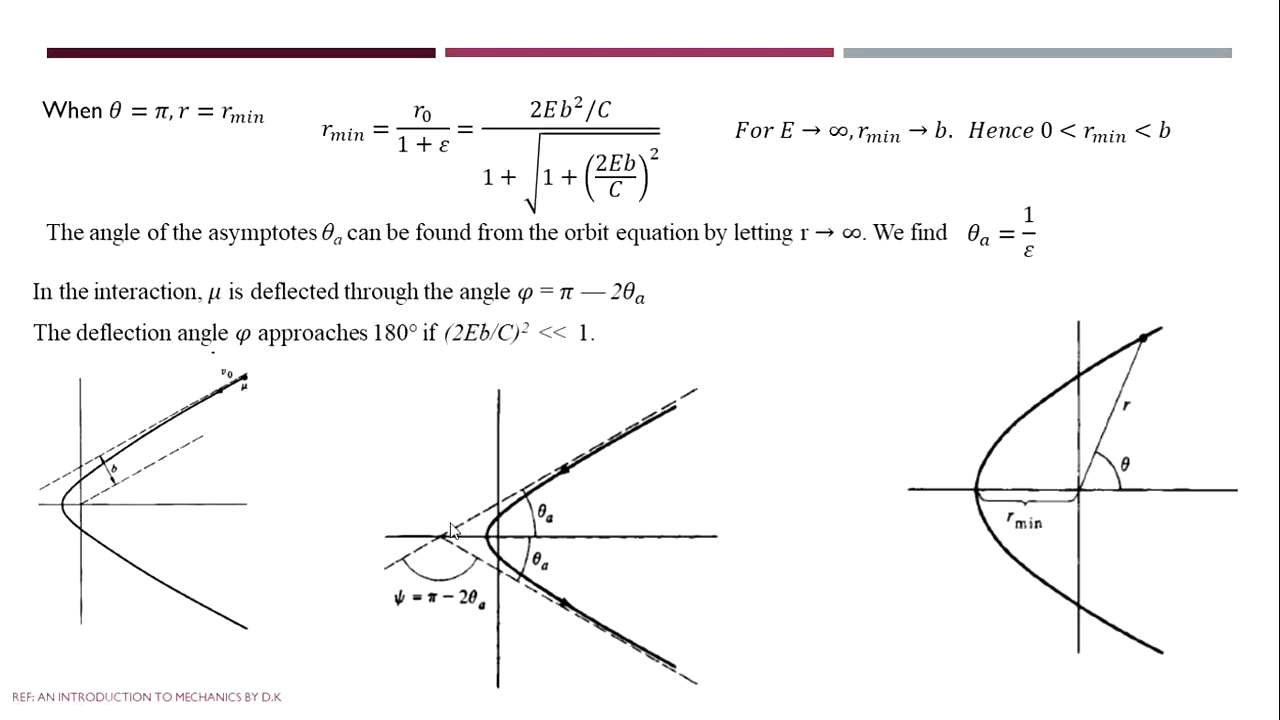 When θ = π, r = r_min
r_min = r_0/(1 + ε) = (2Eb²/C)/(1 + √(1 + (2Eb/C)²))
For E → ∞, r_min → b. Hence 0 < r_min < b
The angle of the asymptotes θ_a can be found from the orbit equation by letting r → ∞. We find θ_a = 1/ε
In the interaction, μ is deflected through the angle φ = π — 2θ_a
The deflection angle φ approaches 180° if (2Eb/C)² << 1.
v_0
μ
b
θ_a
θ_a
ψ = π − 2θ_a
r
θ
r_min
REF: AN INTRODUCTION TO MECHANICS BY D.K